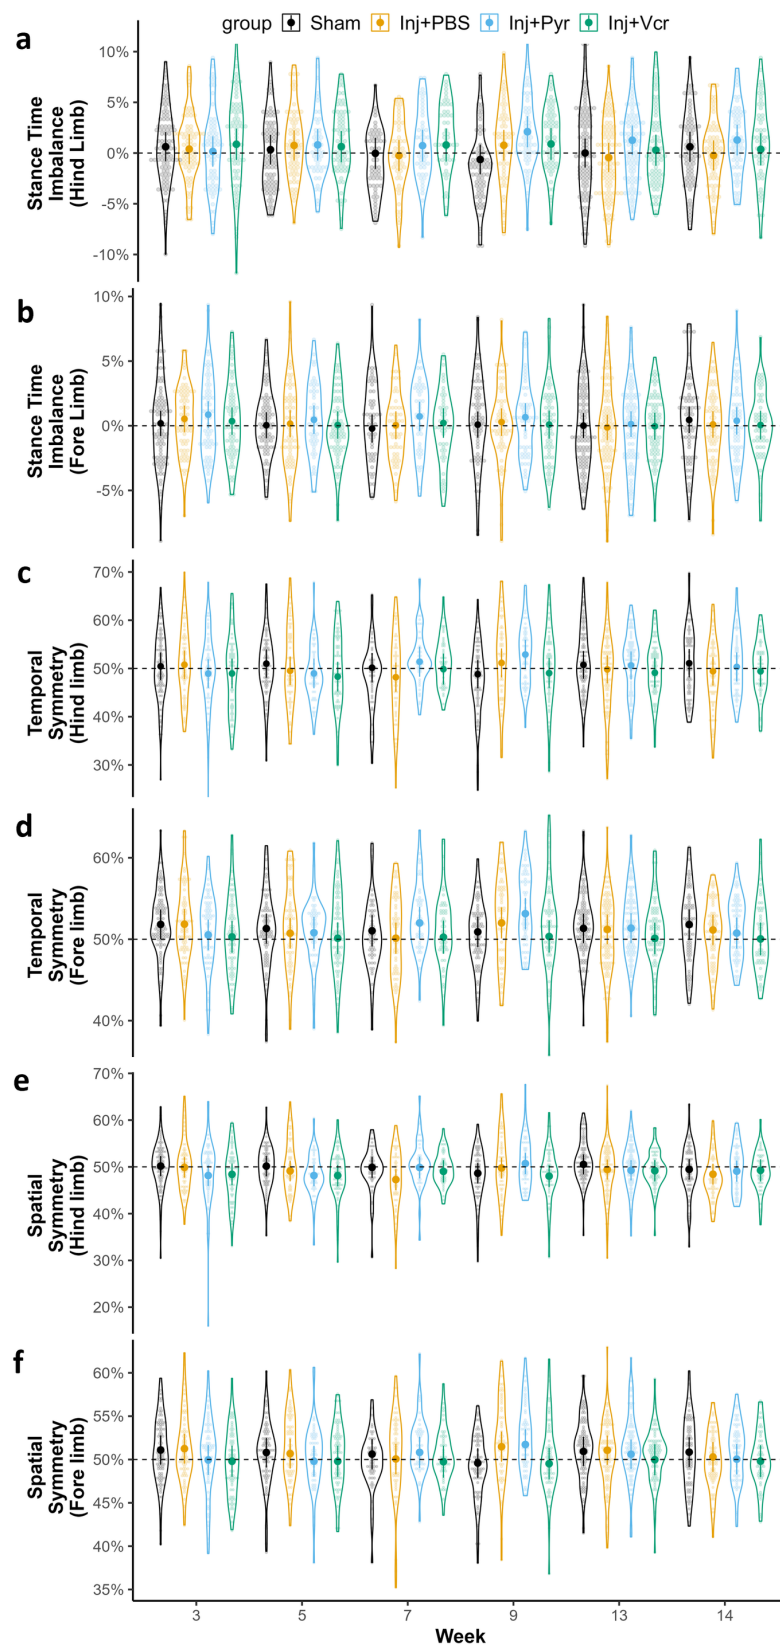 group Sham Inj+PBS Inj+Pyr Inj+Vcr
a
Stance Time
Imbalance
(Hind Limb)
10%
5%
0%
-5%
-10%
b
Stance Time
Imbalance
(Fore Limb)
10%
5%
0%
-5%
c
Temporal
Symmetry
(Hind limb)
70%
60%
50%
40%
30%
d
Temporal
Symmetry
(Fore limb)
60%
50%
40%
e
Spatial
Symmetry
(Hind limb)
70%
60%
50%
40%
30%
20%
f
Spatial
Symmetry
(Fore limb)
60%
55%
50%
45%
40%
35%
3 5 7 9 13 14
Week